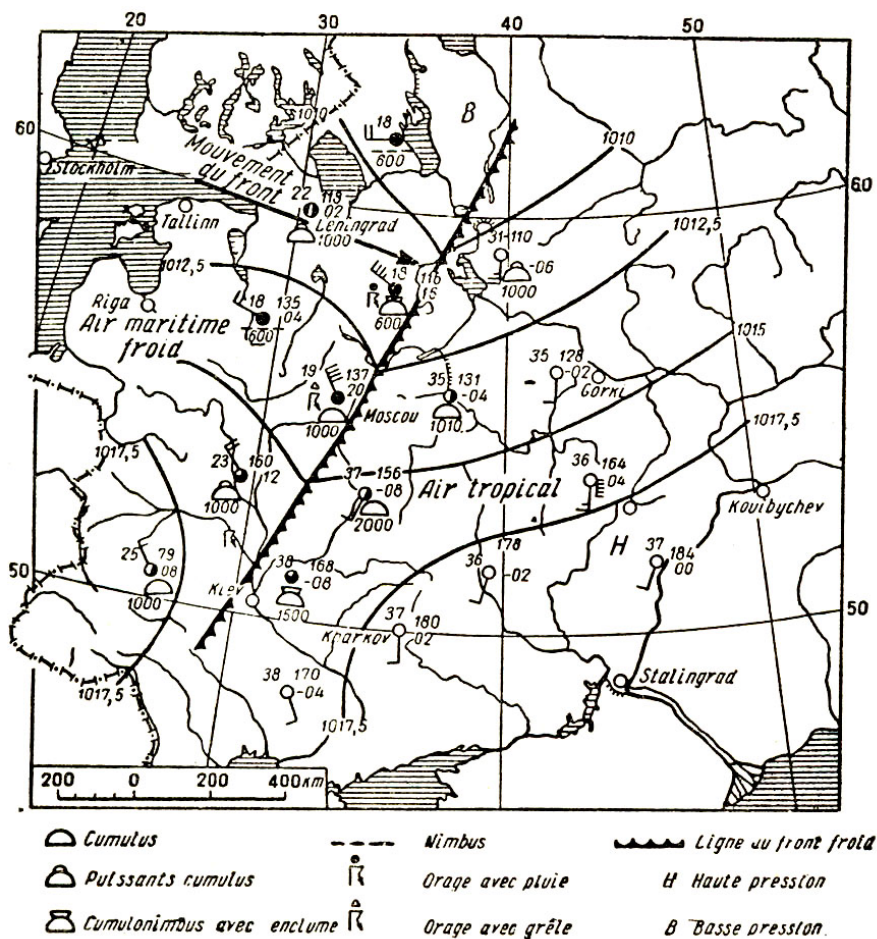 20
30
40
50
60
1010
B
18
600
1010
Stockholm
Mouvement
du front
22
119
02
60
Tallinn
Leningrad
1000
31
110
-06
1000
1012,5
1012,5
18
600
116
15
Riga
18
135
04
600
Air maritime
froid
1015
19
137
20
1000
Moscou
35
131
-04
1010
35
128
-02
Gorki
1017,5
1017,5
23
160
12
1000
37
156
-08
2000
Air tropical
36
164
04
Kouibychev
H
25
79
08
1000
50
38
168
-08
1500
Kiev
178
36
-02
37
184
00
50
Kharkov
37
180
-02
Stalingrad
1017,5
38
170
-04
1017,5
200 0 200 400 км
Cumulus
Nimbus
Ligne du front froid
Puissants cumulus
Orage avec pluie
H Haute pression
Cumulonimbus avec enclume
Orage avec grêle
B Basse pression